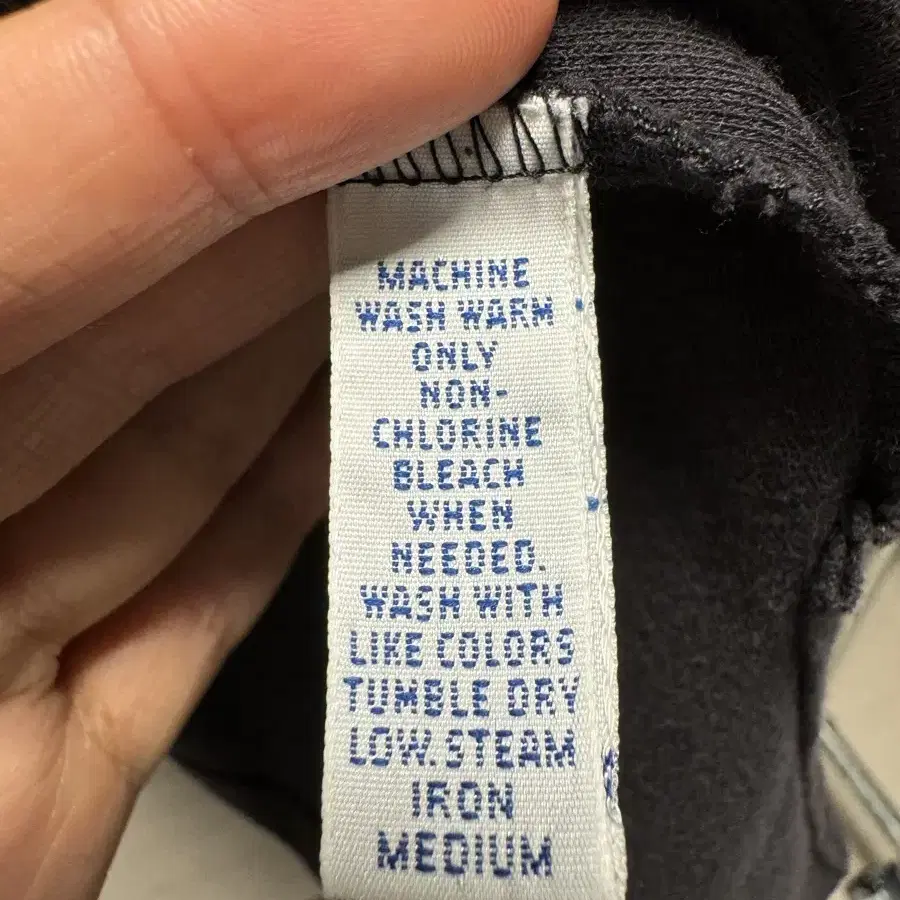 MACHINE
WASH WARM
ONLY
NON-
CHLORINE
BLEACH
WHEN
NEEDED.
WASH WITH
LIKE COLORS
TUMBLE DRY
LOW. STEAM
IRON
MEDIUM